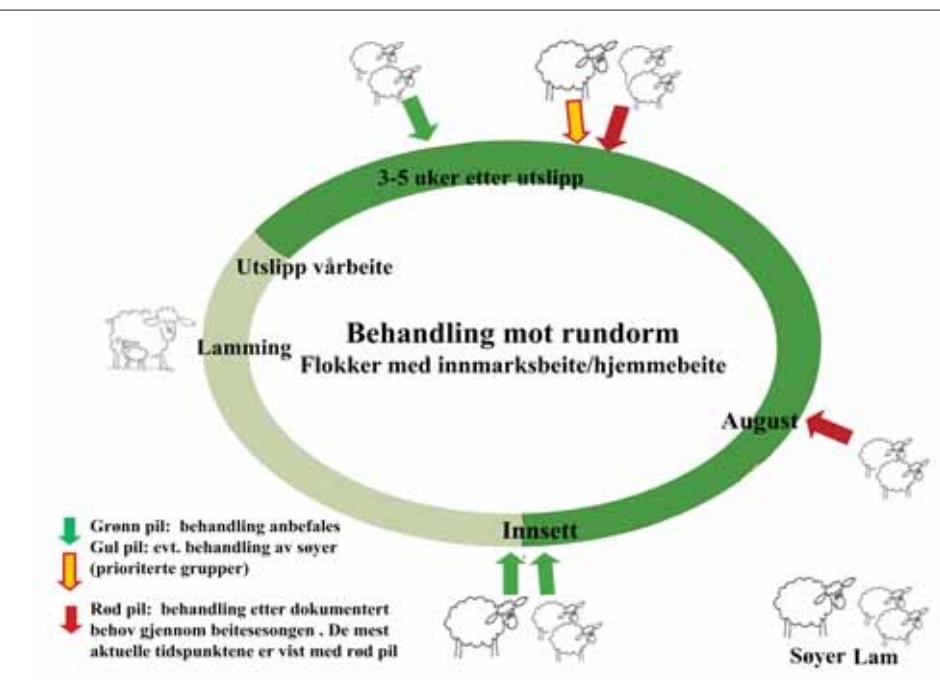 3-5 uker etter utslipp
Utslipp vårbeite
Lamming
Behandling mot rundorm
Flokker med innmarksbeite/hjemmebeite
August
Innsett
Grønn pil:  behandling anbefales
Gul pil: evt. behandling av søyer
(prioriterte grupper)
Rød pil:  behandling etter dokumentert
behov gjennom beitesesongen . De mest
aktuelle tidspunktene er vist med rød pil
Søyer Lam